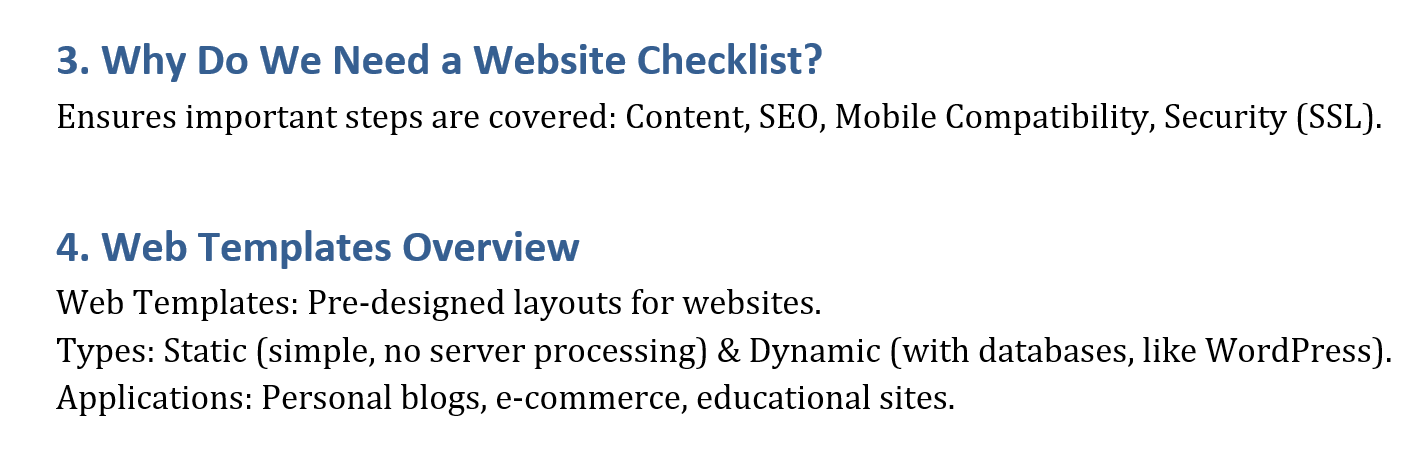 3. Why Do We Need a Website Checklist?
Ensures important steps are covered: Content, SEO, Mobile Compatibility, Security (SSL).
4. Web Templates Overview
Web Templates: Pre-designed layouts for websites.
Types: Static (simple, no server processing) & Dynamic (with databases, like WordPress).
Applications: Personal blogs, e-commerce, educational sites.